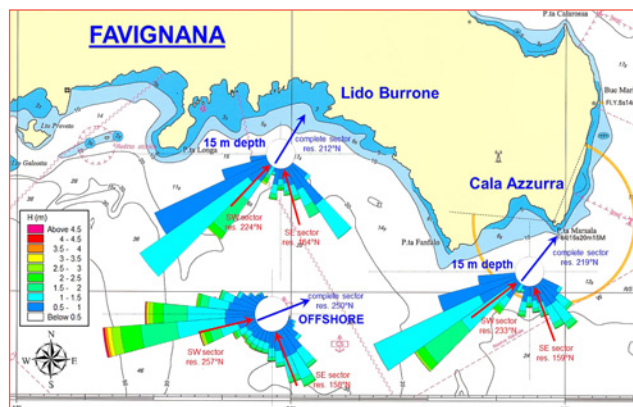 FAVIGNANA
Lido Burrone
15 m depth
complete sector
res. 212°N
P.ta Longa
SW sector
res. 224°N
SE sector
res. 164°N
Cala Azzurra
P.ta Fanfalo
P.ta Marsala
15 m depth
complete sector
res. 219°N
SW sector
res. 233°N
SE sector
res. 159°N
complete sector
res. 250°N
OFFSHORE
SW sector
res. 257°N
SE sector
res. 158°N
H (m)
Above 4.5
4 - 4.5
3.5 - 4
3 - 3.5
2.5 - 3
2 - 2.5
1.5 - 2
1 - 1.5
0.5 - 1
Below 0.5
N
W
E
S